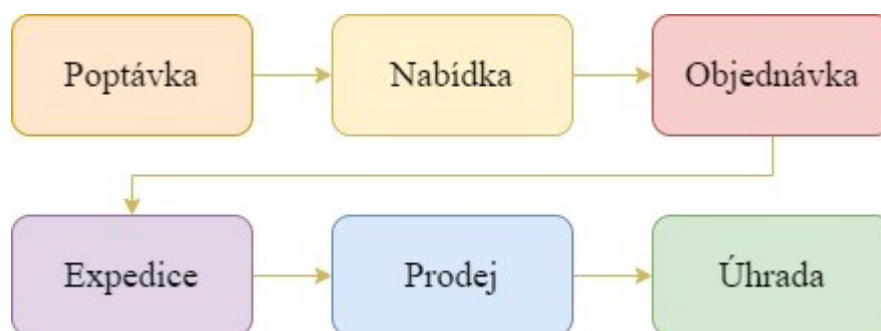 Poptávka
Nabídka
Objednávka
Expedice
Prodej
Úhrada